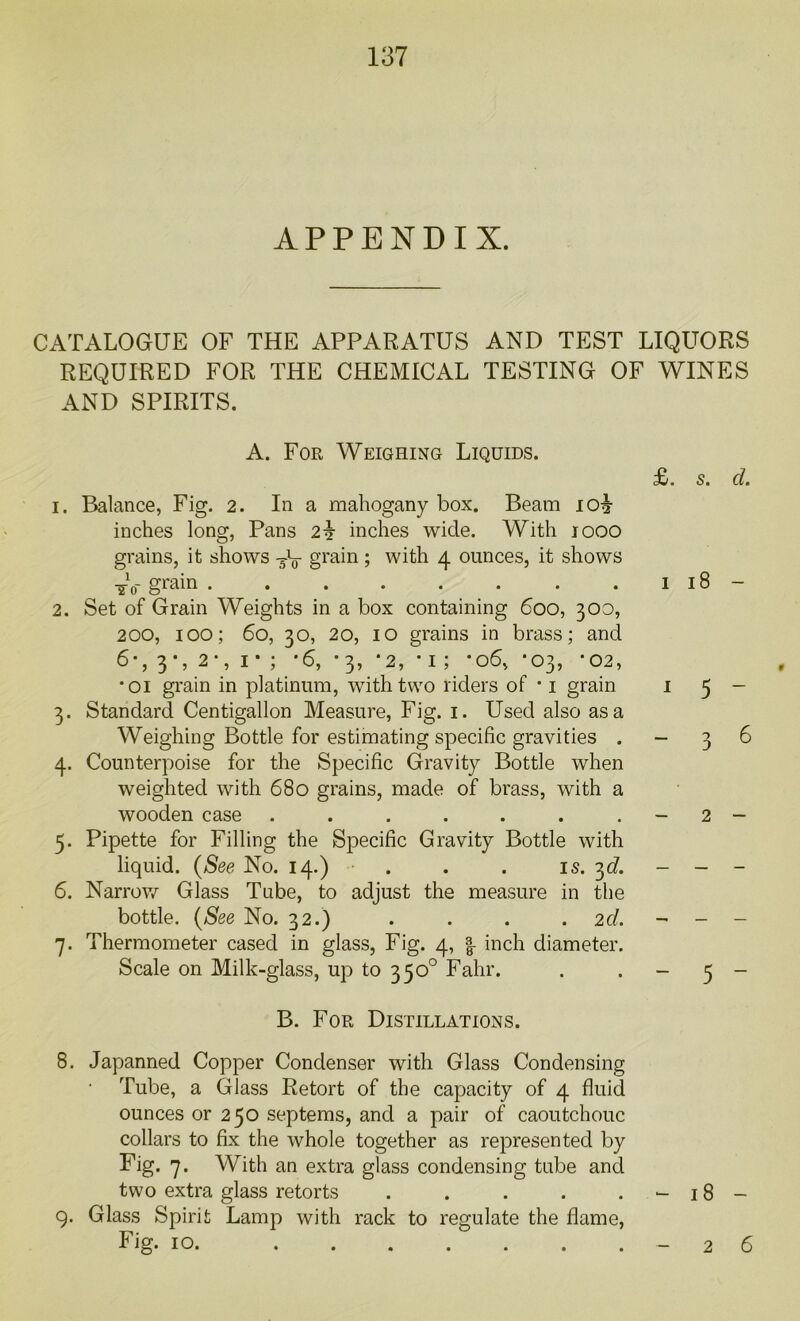 137
APPENDIX.
CATALOGUE OF THE APPARATUS AND TEST LIQUORS
REQUIRED FOR THE CHEMICAL TESTING OF WINES
AND SPIRITS.
A. For Weighing Liquids.
£. s. d.
1. Balance, Fig. 2. In a mahogany box. Beam 10½
inches long, Pans 2½ inches wide. With 1000
grains, it shows 1/50 grain ; with 4 ounces, it shows
1/20 grain . . . . . . . . 1 18 –
2. Set of Grain Weights in a box containing 600, 300,
200, 100; 60, 30, 20, 10 grains in brass; and
6·, 3·, 2·, 1· ; ·6, ·3, ·2, ·1 ; ·06, ·03, ·02,
·01 grain in platinum, with two riders of ·1 grain 1 5 –
3. Standard Centigallon Measure, Fig. 1. Used also as a
Weighing Bottle for estimating specific gravities . – 3 6
4. Counterpoise for the Specific Gravity Bottle when
weighted with 680 grains, made of brass, with a
wooden case . . . . . . . – 2 –
5. Pipette for Filling the Specific Gravity Bottle with
liquid. (See No. 14.) . . . 1s. 3d. – – –
6. Narrow Glass Tube, to adjust the measure in the
bottle. (See No. 32.) . . . . 2d. – – –
7. Thermometer cased in glass, Fig. 4, inch diameter.
Scale on Milk-glass, up to 350° Fahr. . . – 5 –
B. For Distillations.
8. Japanned Copper Condenser with Glass Condensing
Tube, a Glass Retort of the capacity of 4 fluid
ounces or 250 septems, and a pair of caoutchouc
collars to fix the whole together as represented by
Fig. 7. With an extra glass condensing tube and
two extra glass retorts . . . . . – 18 –
9. Glass Spirit Lamp with rack to regulate the flame,
Fig. 10. . . . . . . . – 2 6